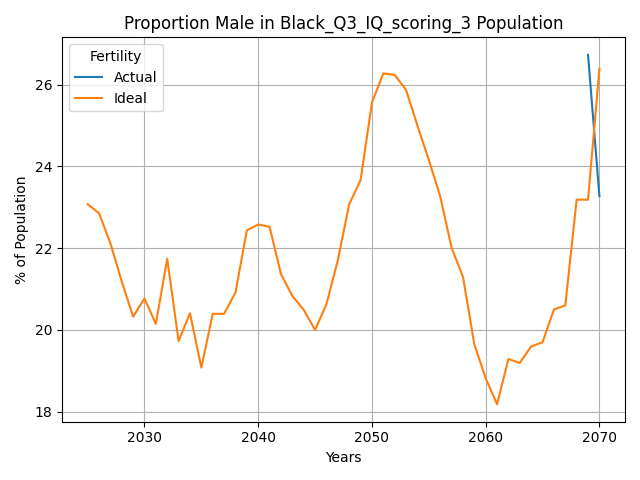 Proportion Male in Black_Q3_IQ_scoring_3 Population
Fertility
Actual
Ideal
26
24
22
20
18
% of Population
2030 2040 2050 2060 2070
Years